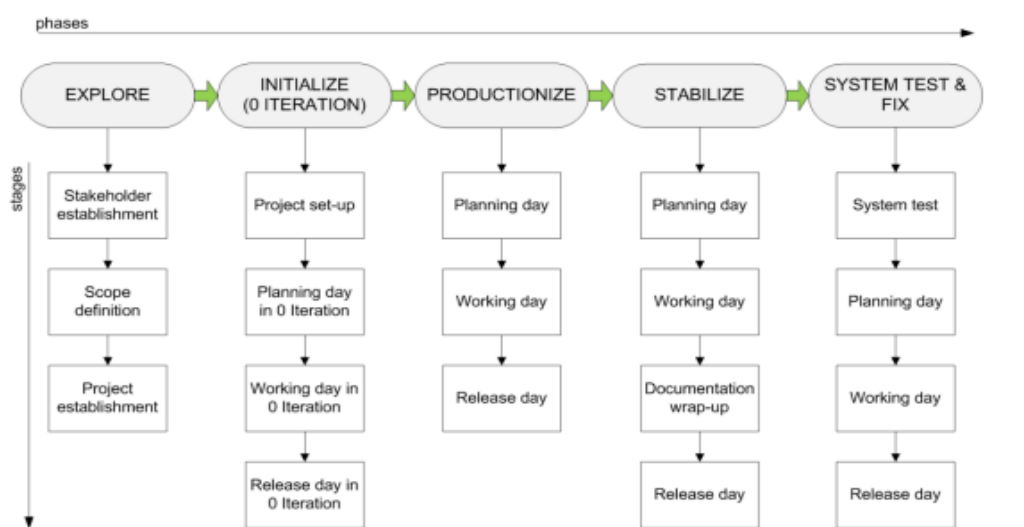 phases
EXPLORE
INITIALIZE
(0 ITERATION)
PRODUCTIONIZE
STABILIZE
SYSTEM TEST &
FIX
stages
Stakeholder
establishment
Project set-up
Planning day
Planning day
System test
Scope
definition
Planning day
in 0 Iteration
Working day
Working day
Planning day
Project
establishment
Working day in
0 Iteration
Release day
Documentation
wrap-up
Working day
Release day in
0 Iteration
Release day
Release day